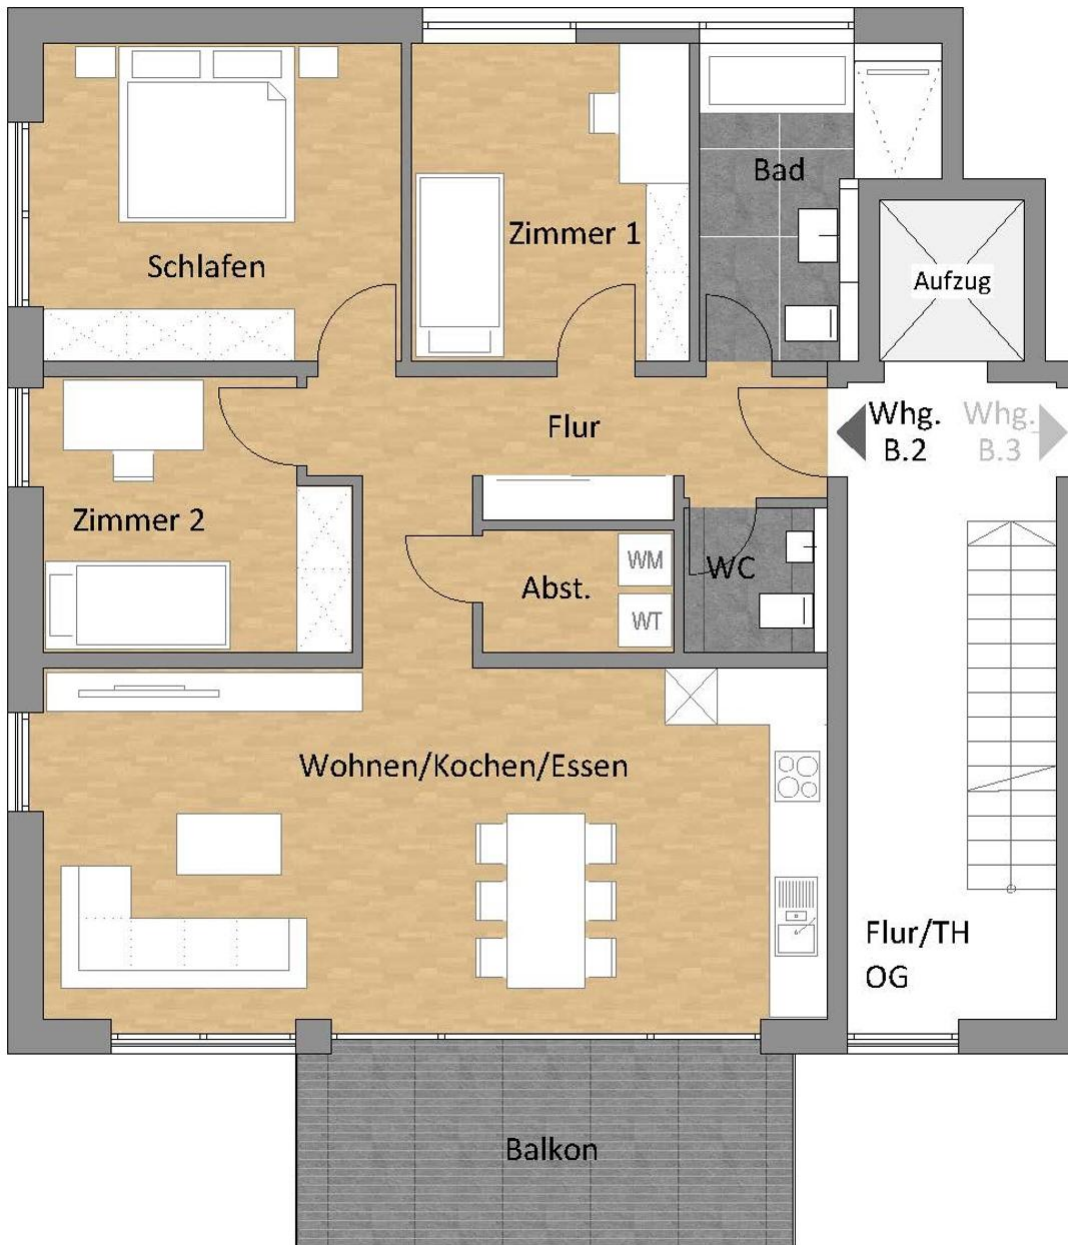 Bad
Zimmer 1
Schlafen
Aufzug
Whg.
B.2
Whg.
B.3
Flur
Zimmer 2
WM
WC
Abst.
WT
Wohnen/Kochen/Essen
Flur/TH
OG
Balkon